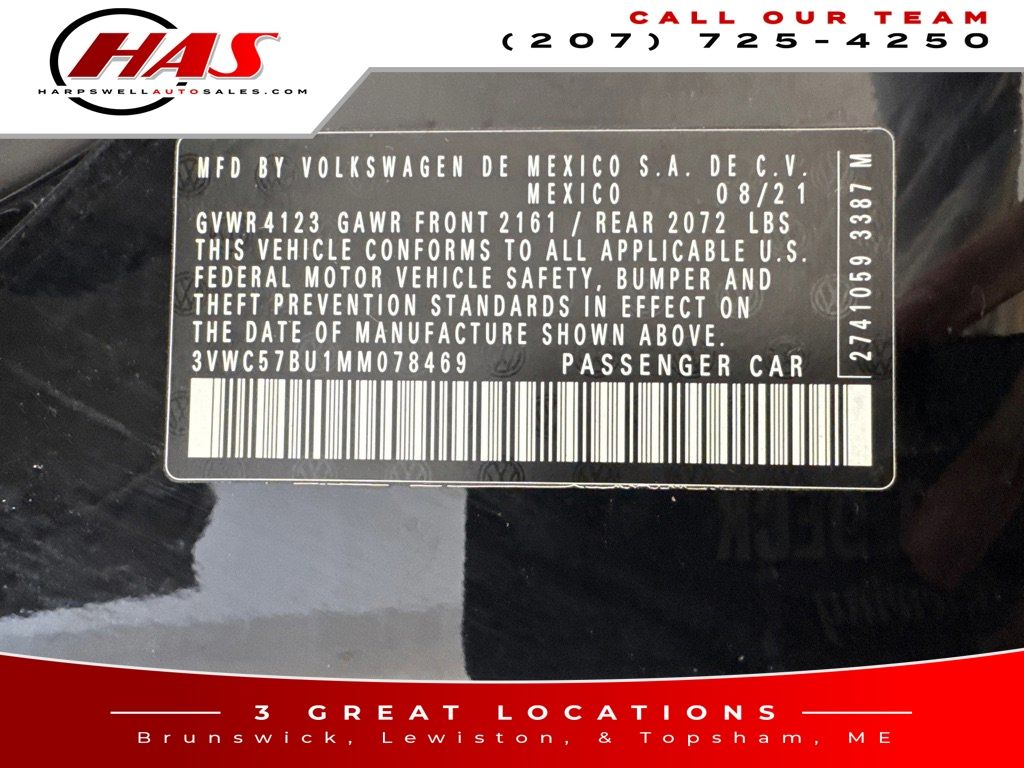 HAS
HARPSWELLAUTOSALES.COM
CALL OUR TEAM
(207) 725-4250
MFD BY VOLKSWAGEN DE MEXICO S.A. DE C.V.
MEXICO 08/21
GVWR 4123 GAWR FRONT 2161 / REAR 2072 LBS
THIS VEHICLE CONFORMS TO ALL APPLICABLE U.S.
FEDERAL MOTOR VEHICLE SAFETY, BUMPER AND
THEFT PREVENTION STANDARDS IN EFFECT ON
THE DATE OF MANUFACTURE SHOWN ABOVE.
3VWC57BU1MM078469 PASSENGER CAR
2741059 3387 M
3 GREAT LOCATIONS
Brunswick, Lewiston, & Topsham, ME